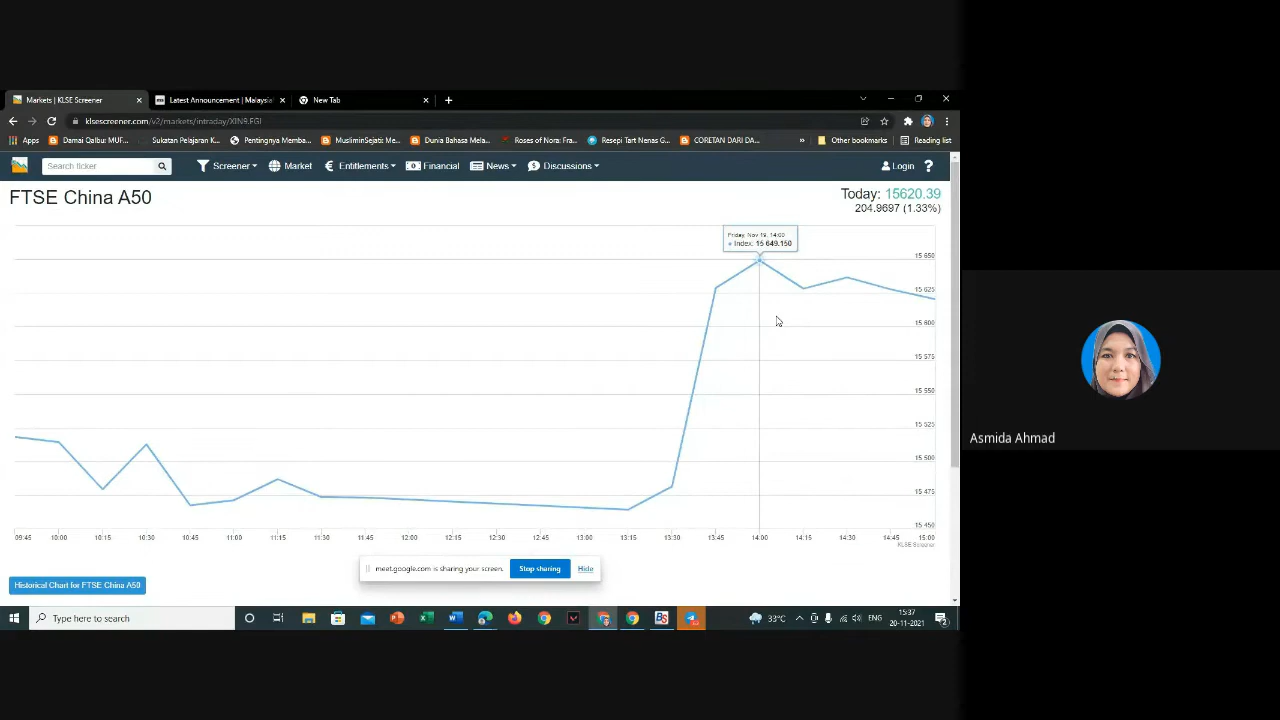 Markets | KLSE Screener
Latest Announcement | Malaysia
New Tab
klsescreener.com/v2/markets/intraday/XIN9.FGI
Apps
Damai Qalbu: MUF...
Sukatan Pelajaran K...
Pentingnya Memba...
MusliminSejati: Me...
Dunia Bahasa Mela...
Roses of Nora: Fra...
Resepi Tart Nenas G...
CORETAN DARI DA...
»
Other bookmarks
Reading list
Search ticker
Screener
Market
Entitlements
Financial
News
Discussions
Login
?
FTSE China A50
Today: 15620.39
204.9697 (1.33%)
Friday, Nov 19, 14:00
Index: 15 649.150
15 650
15 625
15 600
15 575
15 550
15 525
15 500
15 475
15 450
09:45 10:00 10:15 10:30 10:45 11:00 11:15 11:30 11:45 12:00 12:15 12:30 12:45 13:00 13:15 13:30 13:45 14:00 14:15 14:30 14:45 15:00
KLSE Screener
meet.google.com is sharing your screen.
Stop sharing
Hide
Historical Chart for FTSE China A50
Type here to search
33°C
ENG
15:37
20-11-2021
Asmida Ahmad